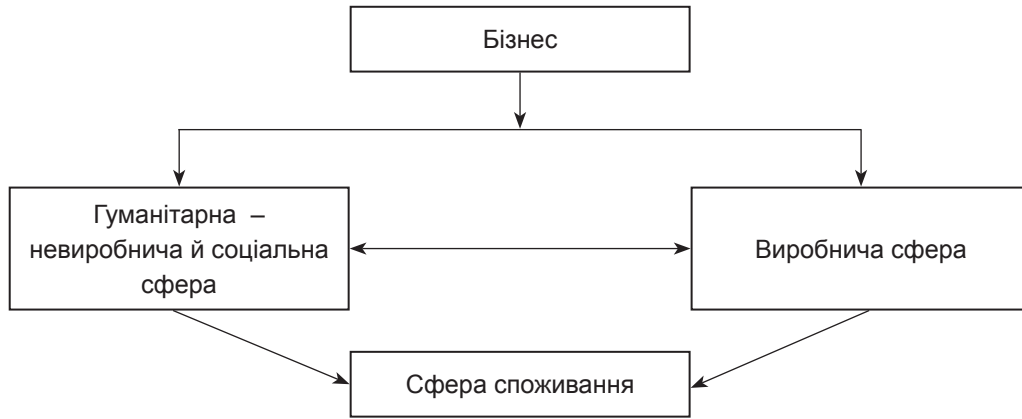 Бізнес
Гуманітарна –
невиробнича й соціальна
сфера
Виробнича сфера
Сфера споживання